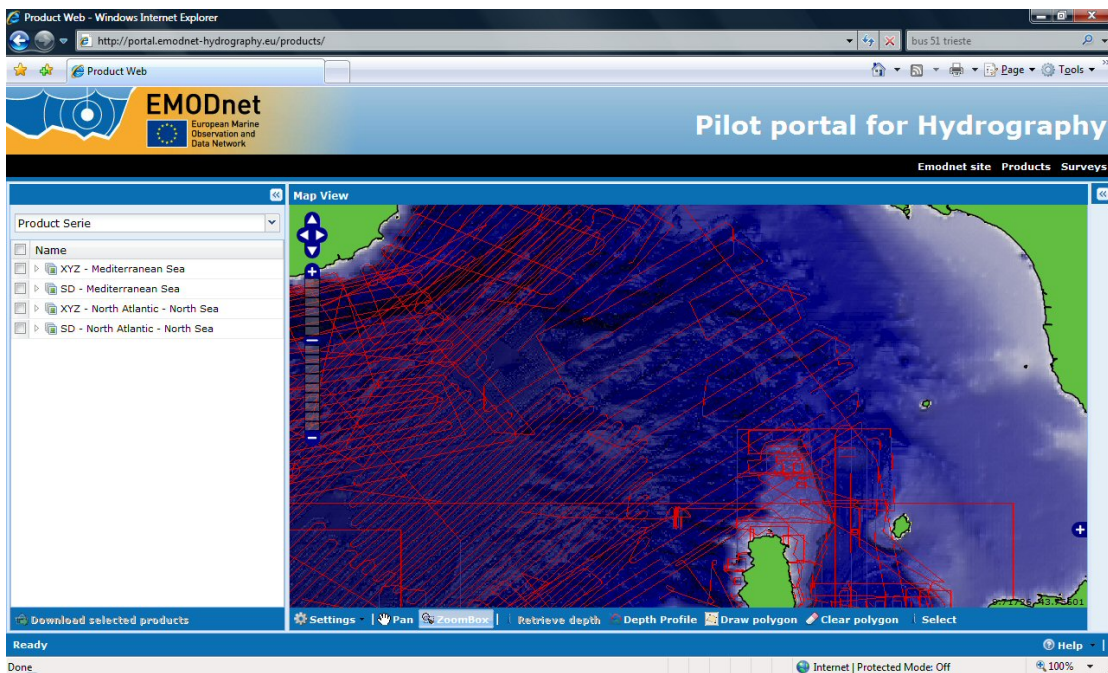 Product Web - Windows Internet Explorer
http://portal.emodnet-hydrography.eu/products/
bus 51 trieste
Product Web
Page
Tools
EMODnet
European Marine
Observation and
Data Network
Pilot portal for Hydrography
Emodnet site Products Surveys
Map View
Product Serie
Name
XYZ - Mediterranean Sea
SD - Mediterranean Sea
XYZ - North Atlantic - North Sea
SD - North Atlantic - North Sea
Download selected products
Settings Pan ZoomBox Retrieve depth Depth Profile Draw polygon Clear polygon Select
Ready
Help
Done
Internet | Protected Mode: Off
100%